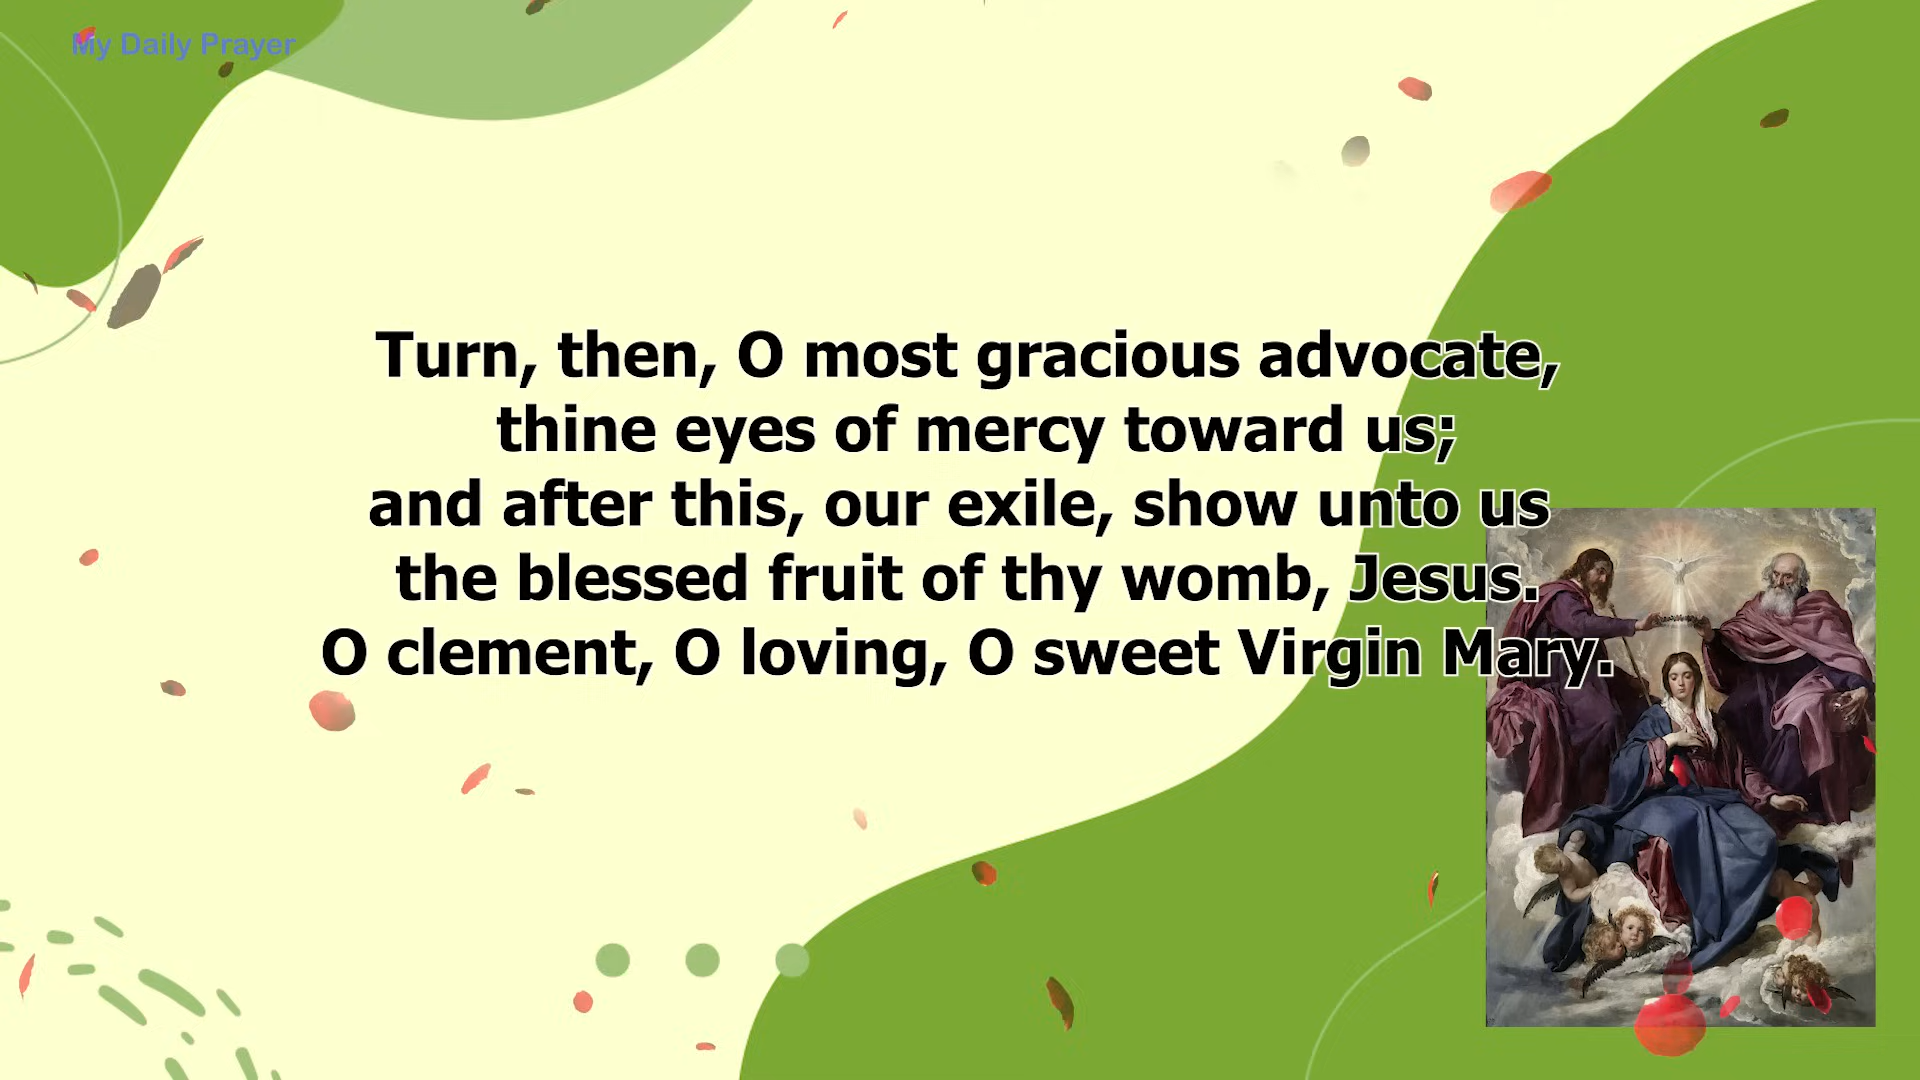 My Daily Prayer
Turn, then, O most gracious advocate,
thine eyes of mercy toward us;
and after this, our exile, show unto us
the blessed fruit of thy womb, Jesus.
O clement, O loving, O sweet Virgin Mary.